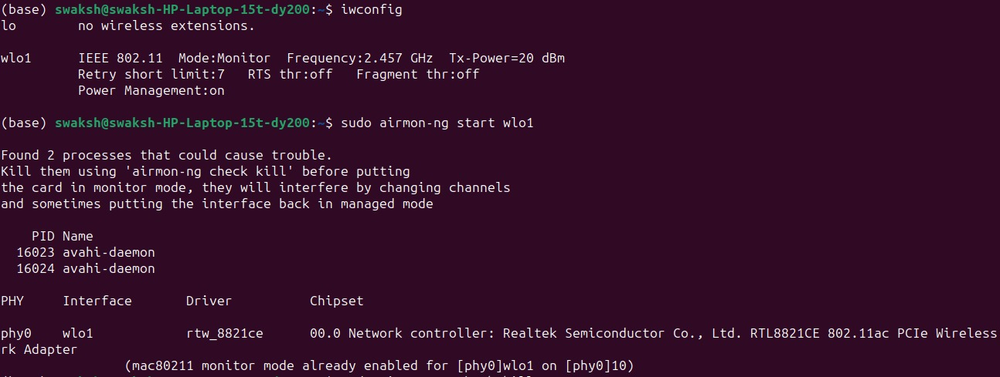 (base) swaksh@swaksh-HP-Laptop-15t-dy200:~$ iwconfig
lo        no wireless extensions.
wlo1      IEEE 802.11  Mode:Monitor  Frequency:2.457 GHz  Tx-Power=20 dBm
          Retry short limit:7   RTS thr:off   Fragment thr:off
          Power Management:on
(base) swaksh@swaksh-HP-Laptop-15t-dy200:~$ sudo airmon-ng start wlo1
Found 2 processes that could cause trouble.
Kill them using 'airmon-ng check kill' before putting
the card in monitor mode, they will interfere by changing channels
and sometimes putting the interface back in managed mode
    PID Name
  16023 avahi-daemon
  16024 avahi-daemon
PHY     Interface       Driver          Chipset
phy0    wlo1            rtw_8821ce      00.0 Network controller: Realtek Semiconductor Co., Ltd. RTL8821CE 802.11ac PCIe Wireless
rk Adapter
                (mac80211 monitor mode already enabled for [phy0]wlo1 on [phy0]10)